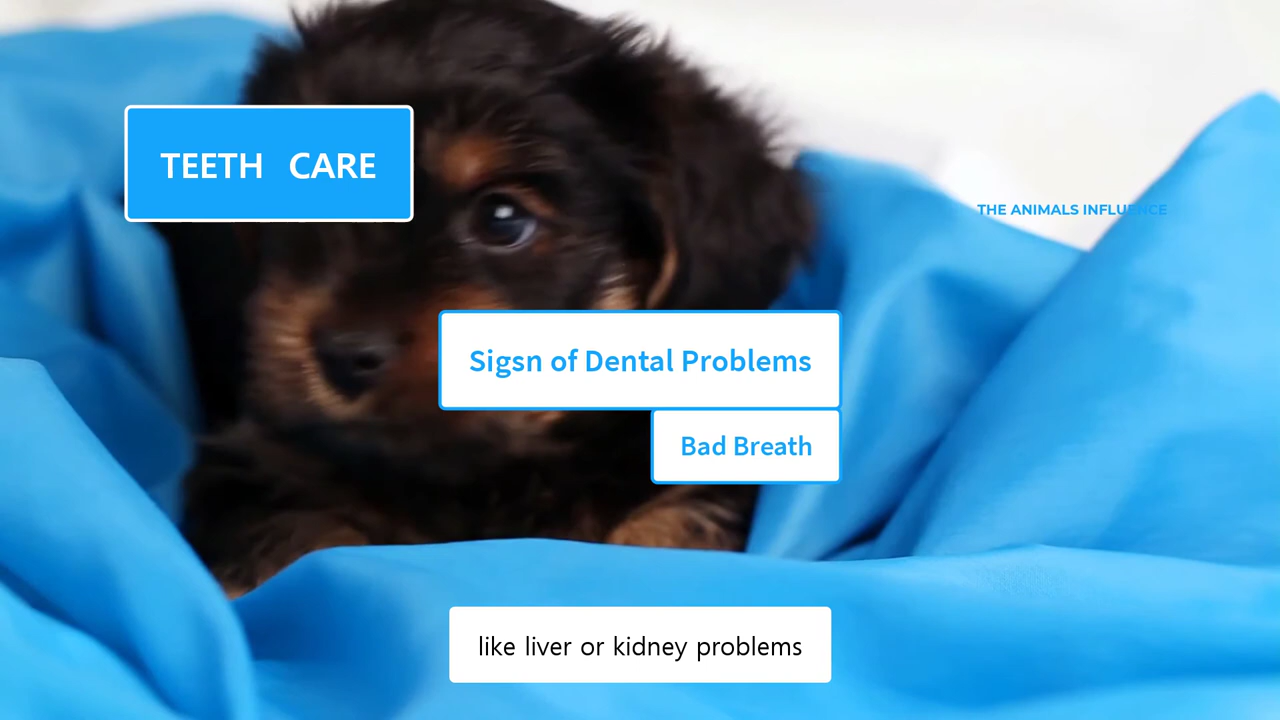 TEETH CARE
THE ANIMALS INFLUENCE
Sigsn of Dental Problems
Bad Breath
like liver or kidney problems